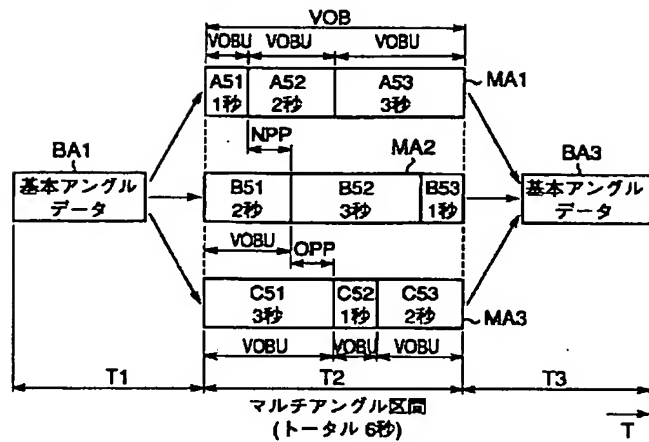 VOB
VOBU VOBU VOBU
A51 A52 A53
1秒 2秒 3秒
MA1
NPP
MA2
BA1
基本アングル
データ
B51 B52 B53
2秒 3秒 1秒
BA3
基本アングル
データ
VOBU OPP
C51 C52 C53
3秒 1秒 2秒
MA3
VOBU VOBU VOBU
T1 T2 T3
マルチアングル区間
(トータル 6秒)
T